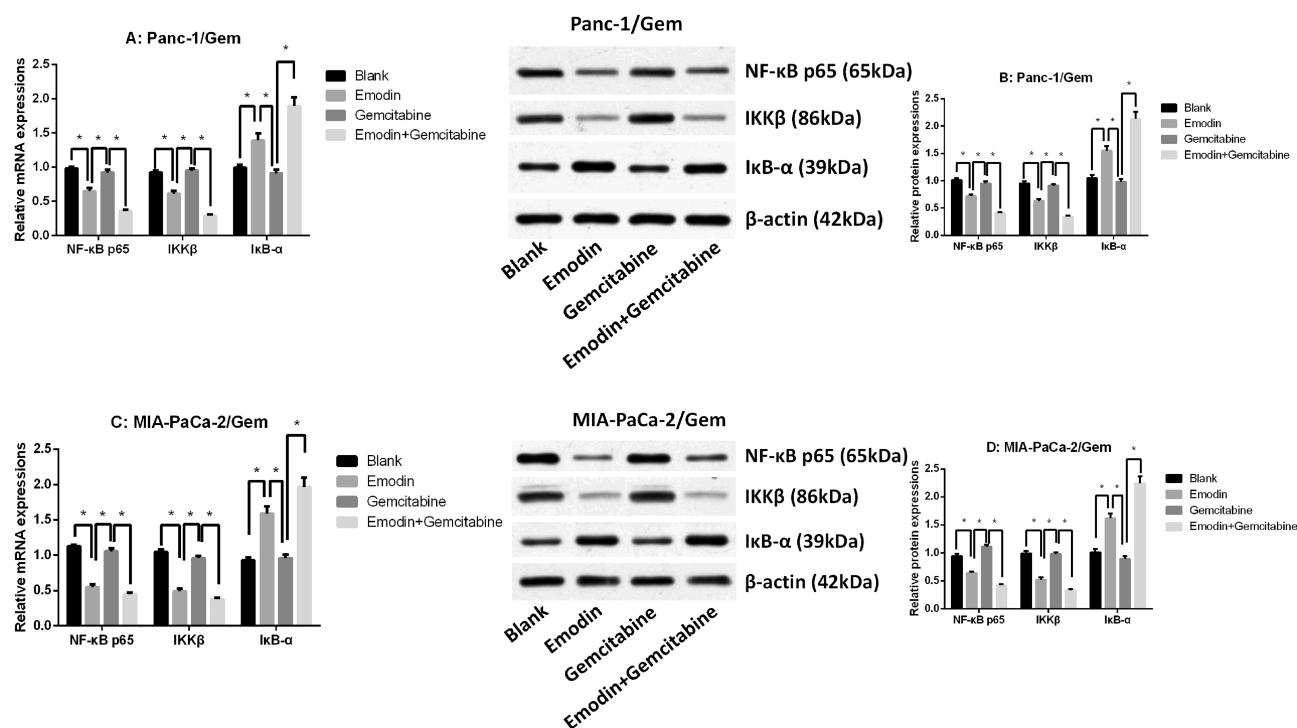 A: Panc-1/Gem
Relative mRNA expressions
2.5
2.0
1.5
1.0
0.5
0.0
* * *
* * *
* * *
NF-κB p65
IKKβ
IκB-α
Blank
Emodin
Gemcitabine
Emodin+Gemcitabine
Panc-1/Gem
NF-κB p65 (65kDa)
IKKβ (86kDa)
IκB-α (39kDa)
β-actin (42kDa)
Blank
Emodin
Gemcitabine
Emodin+Gemcitabine
B: Panc-1/Gem
Relative protein expressions
2.5
2.0
1.5
1.0
0.5
0.0
* * *
* * *
* * *
NF-κB p65
IKKβ
IκB-α
Blank
Emodin
Gemcitabine
Emodin+Gemcitabine
C: MIA-PaCa-2/Gem
Relative mRNA expressions
2.5
2.0
1.5
1.0
0.5
0.0
* * *
* * *
* * *
NF-κB p65
IKKβ
IκB-α
Blank
Emodin
Gemcitabine
Emodin+Gemcitabine
MIA-PaCa-2/Gem
NF-κB p65 (65kDa)
IKKβ (86kDa)
IκB-α (39kDa)
β-actin (42kDa)
Blank
Emodin
Gemcitabine
Emodin+Gemcitabine
D: MIA-PaCa-2/Gem
Relative protein expressions
2.5
2.0
1.5
1.0
0.5
0.0
* * *
* * *
* * *
NF-κB p65
IKKβ
IκB-α
Blank
Emodin
Gemcitabine
Emodin+Gemcitabine